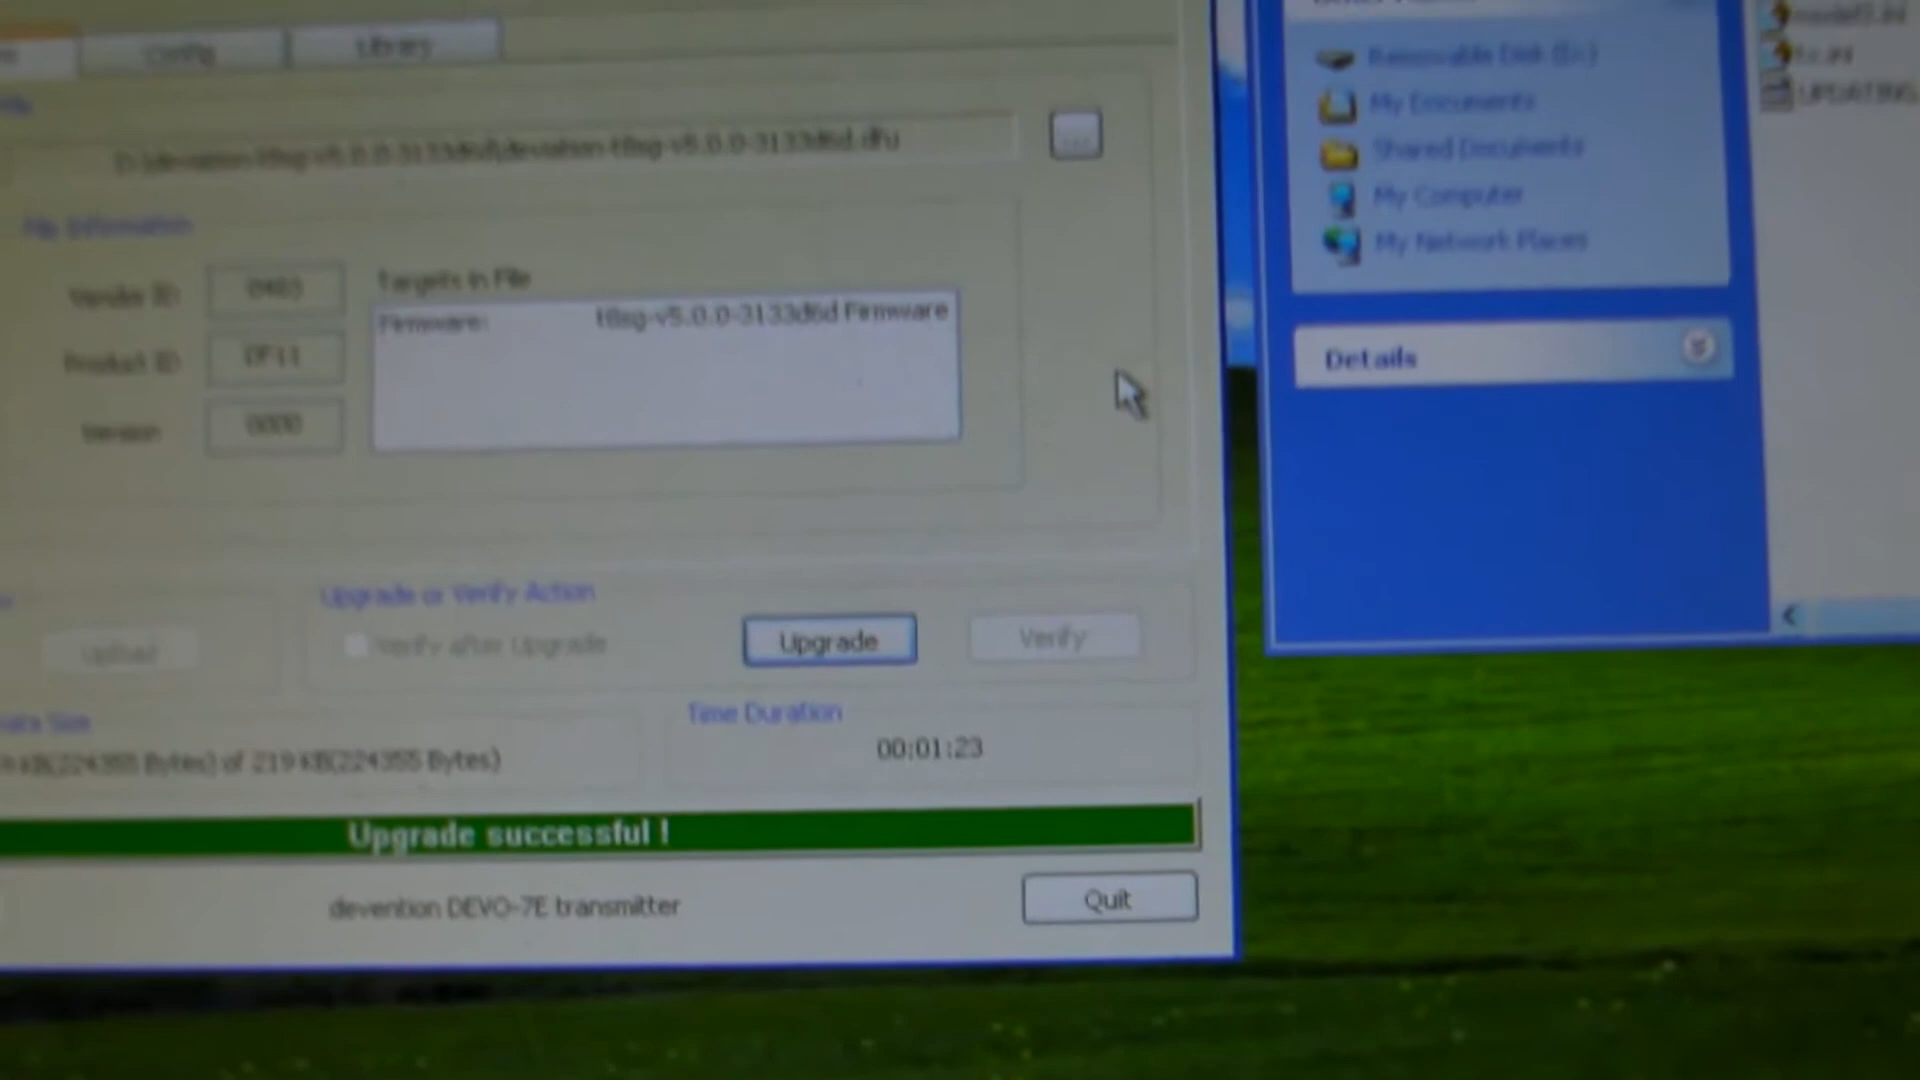 Config Library
D:\deviation-t8sg-v5.0.0-3133d6d\deviation-t8sg-v5.0.0-3133d6d.dfu
...
File Information
Vendor ID 0483
Targets in File
Firmware: t8sg-v5.0.0-3133d6d Firmware
Product ID DF11
Version 0000
Upgrade or Verify Action
Upload
Verify after Upgrade
Upgrade
Verify
Data Size
KB(224355 Bytes) of 219 KB(224355 Bytes)
Time Duration
00:01:23
Upgrade successful !
devention DEVO-7E transmitter
Quit
Removable Disk (E:)
My Documents
Shared Documents
My Computer
My Network Places
Details
UPDATING